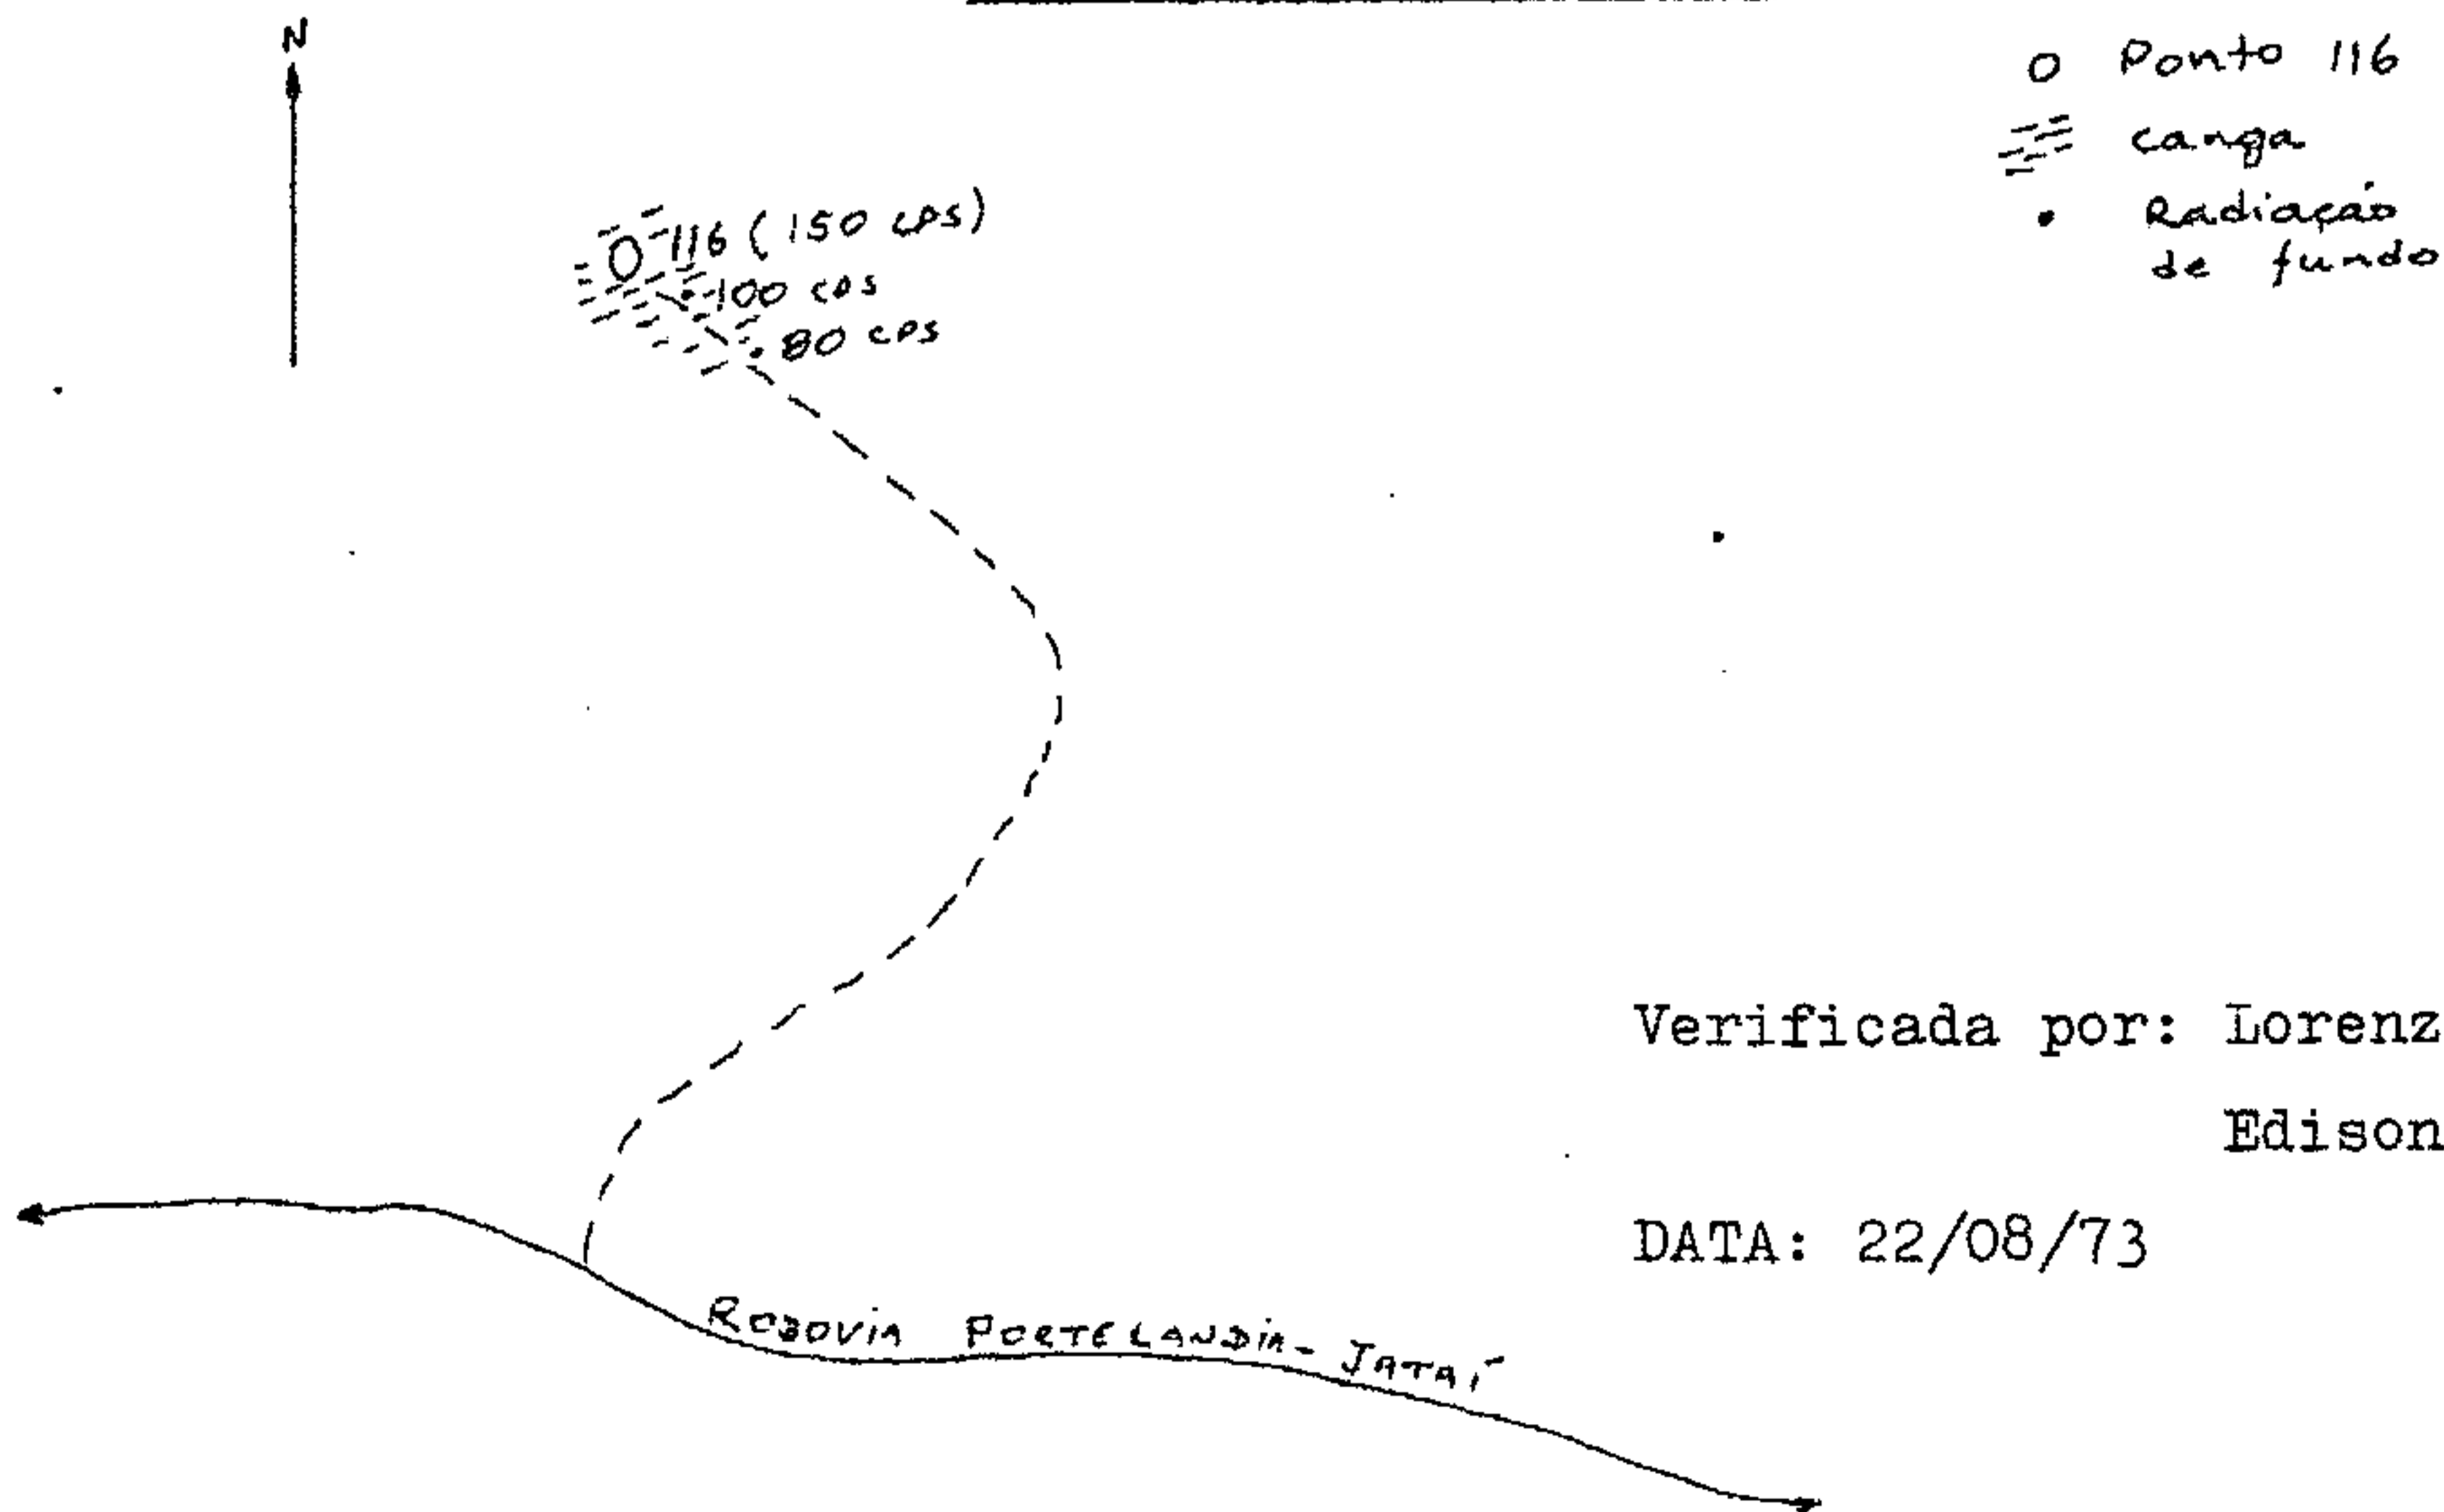 N
Ponto 116
canga
Radiação
de fundo
116 (150 cps)
100 cps
80 cps
Verificada por: Lorenz
Edison
DATA: 22/08/73
RODOVIA PORTELANDIA - JATAÍ